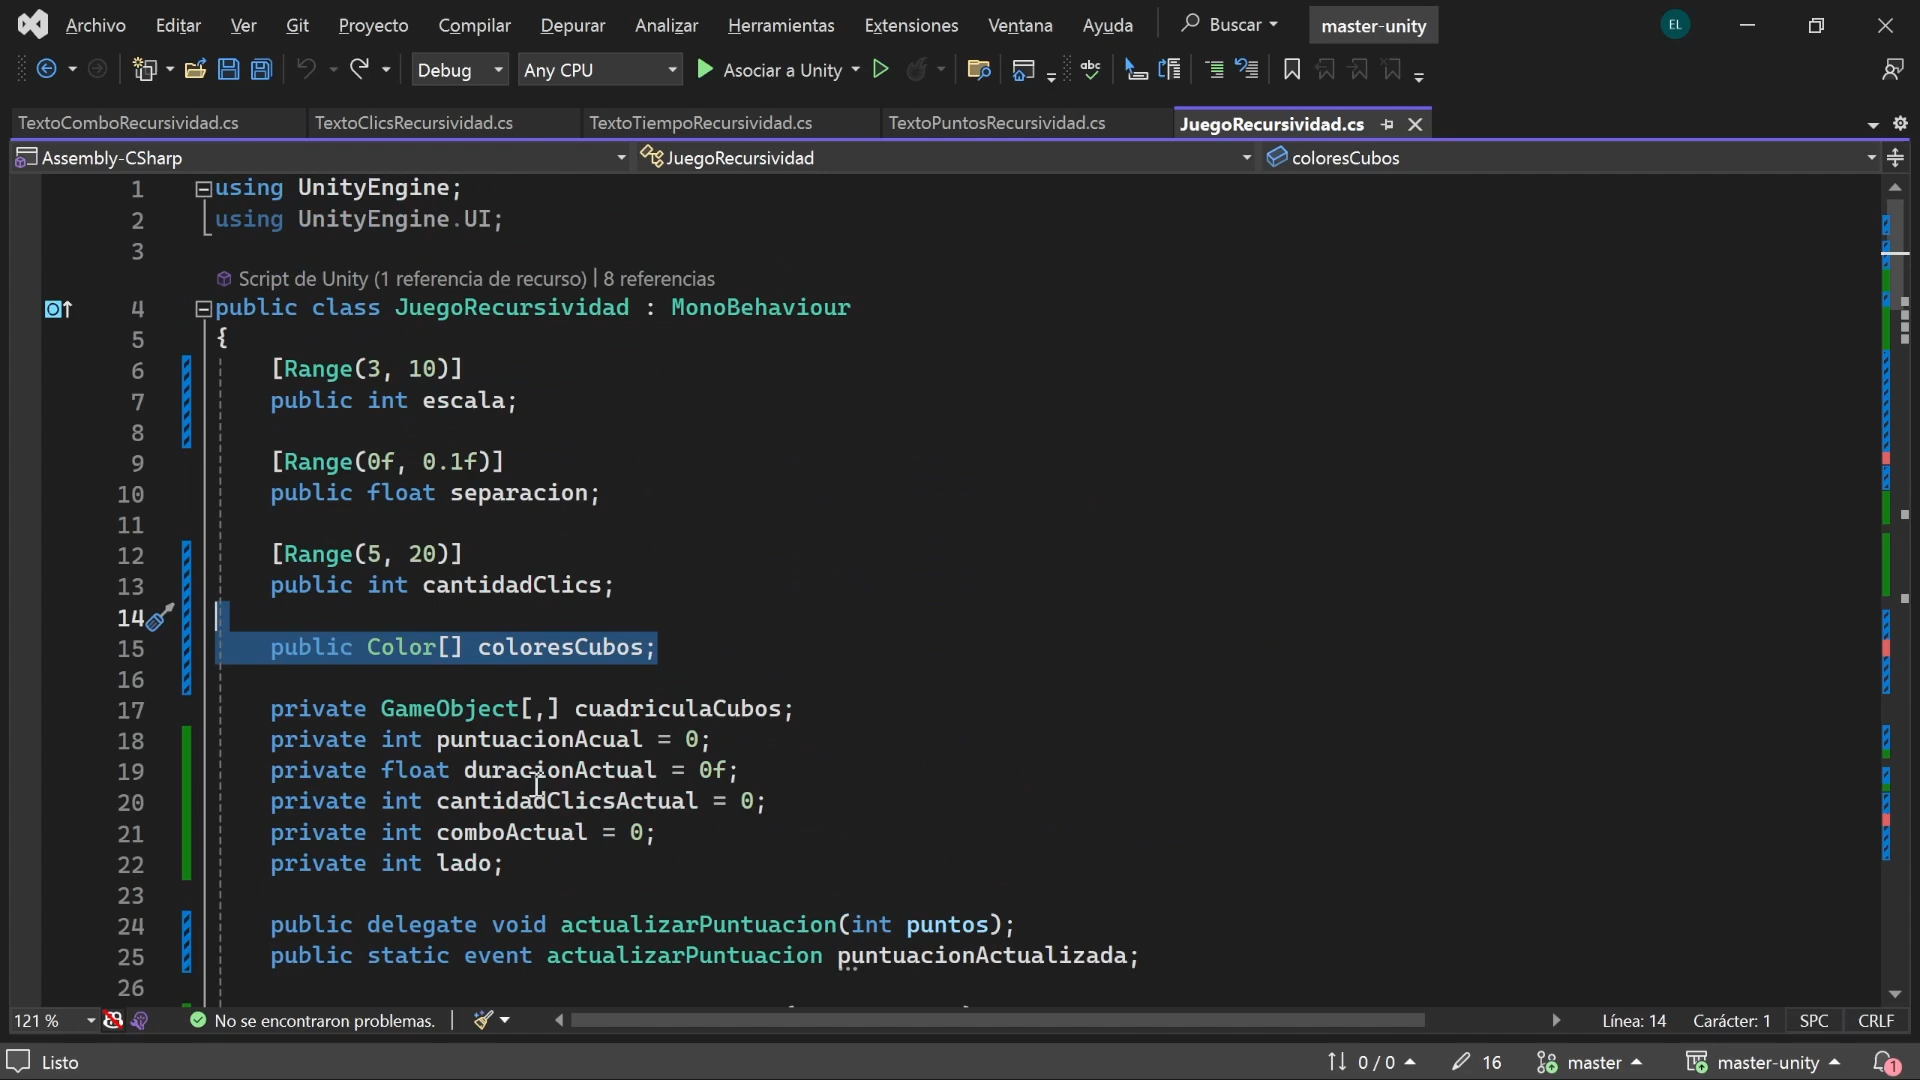 Archivo Editar Ver Git Proyecto Compilar Depurar Analizar Herramientas Extensiones Ventana Ayuda Buscar master-unity EL
Debug Any CPU Asociar a Unity abc
TextoComboRecursividad.cs TextoClicsRecursividad.cs TextoTiempoRecursividad.cs TextoPuntosRecursividad.cs JuegoRecursividad.cs
Assembly-CSharp JuegoRecursividad coloresCubos
1 using UnityEngine;
2 using UnityEngine.UI;
3
Script de Unity (1 referencia de recurso) | 8 referencias
4 public class JuegoRecursividad : MonoBehaviour
5 {
6 [Range(3, 10)]
7 public int escala;
8
9 [Range(0f, 0.1f)]
10 public float separacion;
11
12 [Range(5, 20)]
13 public int cantidadClics;
14
15 public Color[] coloresCubos;
16
17 private GameObject[,] cuadriculaCubos;
18 private int puntuacionAcual = 0;
19 private float duracionActual = 0f;
20 private int cantidadClicsActual = 0;
21 private int comboActual = 0;
22 private int lado;
23
24 public delegate void actualizarPuntuacion(int puntos);
25 public static event actualizarPuntuacion puntuacionActualizada;
26
121 % No se encontraron problemas. Línea: 14 Carácter: 1 SPC CRLF
Listo 0 / 0 16 master master-unity 1